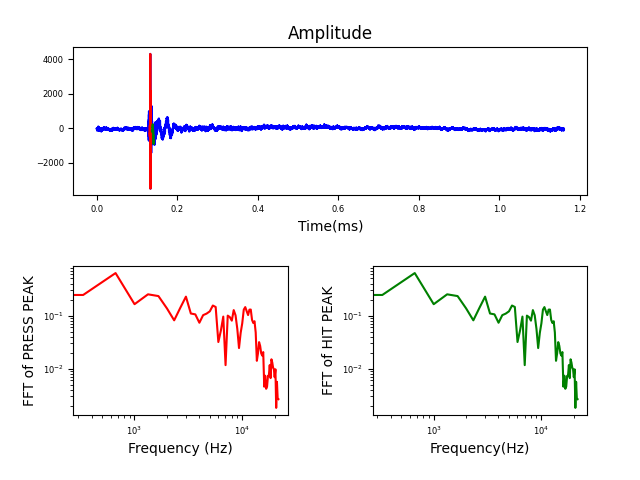 Amplitude
4000
2000
0
−2000
0.0 0.2 0.4 0.6 0.8 1.0 1.2
Time(ms)
FFT of PRESS PEAK
10⁻¹
10⁻²
10³ 10⁴
Frequency (Hz)
FFT of HIT PEAK
10⁻¹
10⁻²
10³ 10⁴
Frequency(Hz)